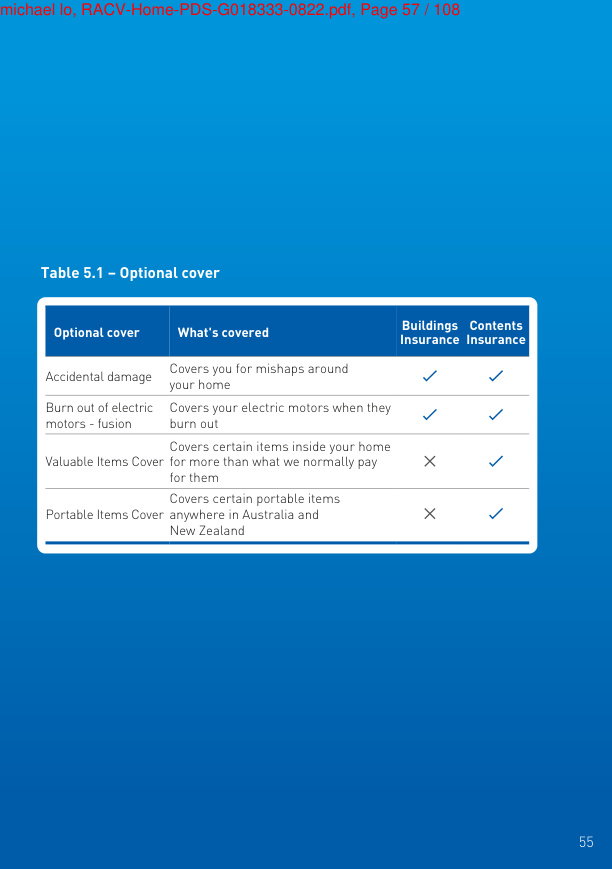 michael lo, RACV-Home-PDS-G018333-0822.pdf, Page 57 / 108
Table 5.1 – Optional cover
Optional cover
What's covered
Buildings
Insurance
Contents
Insurance
Accidental damage
Covers you for mishaps around
your home
Burn out of electric
motors - fusion
Covers your electric motors when they
burn out
Valuable Items Cover
Covers certain items inside your home
for more than what we normally pay
for them
Portable Items Cover
Covers certain portable items
anywhere in Australia and
New Zealand
55